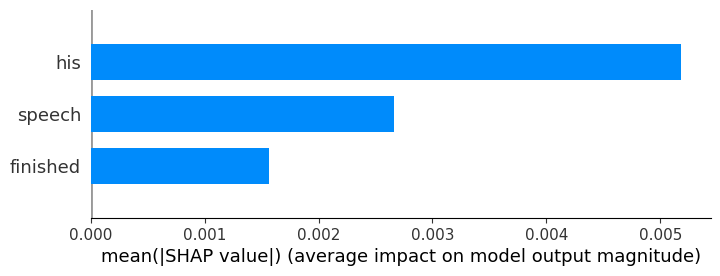 his
speech
finished
0.000 0.001 0.002 0.003 0.004 0.005
mean(|SHAP value|) (average impact on model output magnitude)